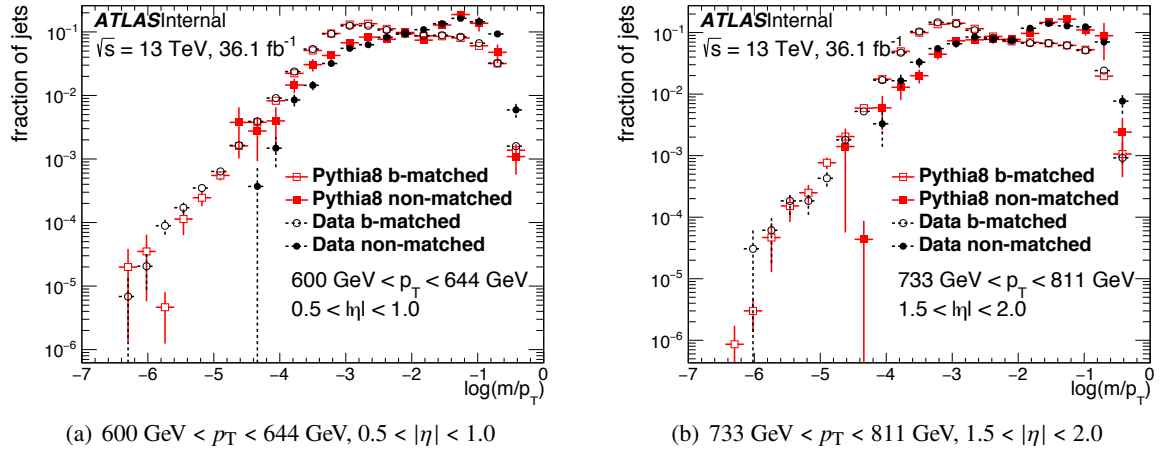 fraction of jets
10⁻¹
10⁻²
10⁻³
10⁻⁴
10⁻⁵
10⁻⁶
ATLAS Internal
√s = 13 TeV, 36.1 fb⁻¹
Pythia8 b-matched
Pythia8 non-matched
Data b-matched
Data non-matched
600 GeV < p_T < 644 GeV
0.5 < |η| < 1.0
−7 −6 −5 −4 −3 −2 −1 0
log(m/p_T)
(a) 600 GeV < p_T < 644 GeV, 0.5 < |η| < 1.0
fraction of jets
10⁻¹
10⁻²
10⁻³
10⁻⁴
10⁻⁵
10⁻⁶
ATLAS Internal
√s = 13 TeV, 36.1 fb⁻¹
Pythia8 b-matched
Pythia8 non-matched
Data b-matched
Data non-matched
733 GeV < p_T < 811 GeV
1.5 < |η| < 2.0
−7 −6 −5 −4 −3 −2 −1 0
log(m/p_T)
(b) 733 GeV < p_T < 811 GeV, 1.5 < |η| < 2.0